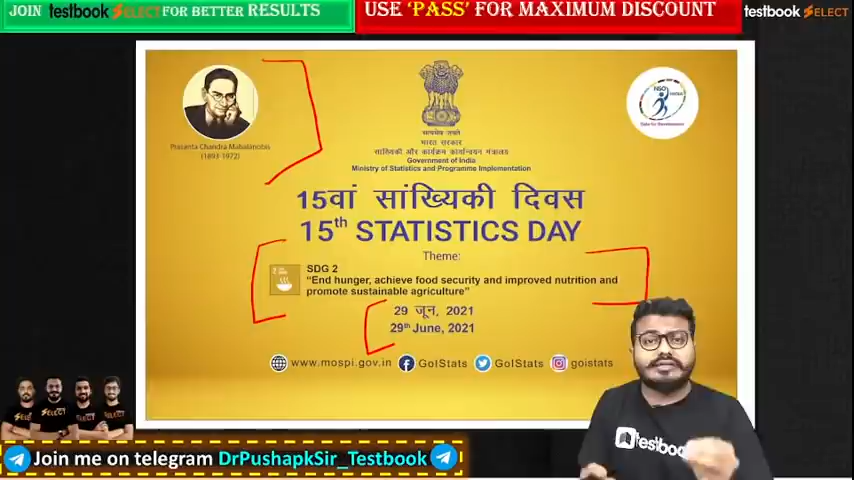 JOIN testbook SELECT FOR BETTER RESULTS
USE ‘PASS’ FOR MAXIMUM DISCOUNT
testbook SELECT
Prasanta Chandra Mahalanobis
(1893-1972)
सत्यमेव जयते
भारत सरकार
सांख्यिकी और कार्यक्रम कार्यान्वयन मंत्रालय
Government of India
Ministry of Statistics and Programme Implementation
NSO
INDIA
Data for Development
15वां सांख्यिकी दिवस
15th STATISTICS DAY
Theme:
SDG 2
“End hunger, achieve food security and improved nutrition and
promote sustainable agriculture”
29 जून, 2021
29th June, 2021
www.mospi.gov.in GoIStats GoIStats goistats
testbook
SELECT
SELECT
Join me on telegram DrPushapkSir_Testbook